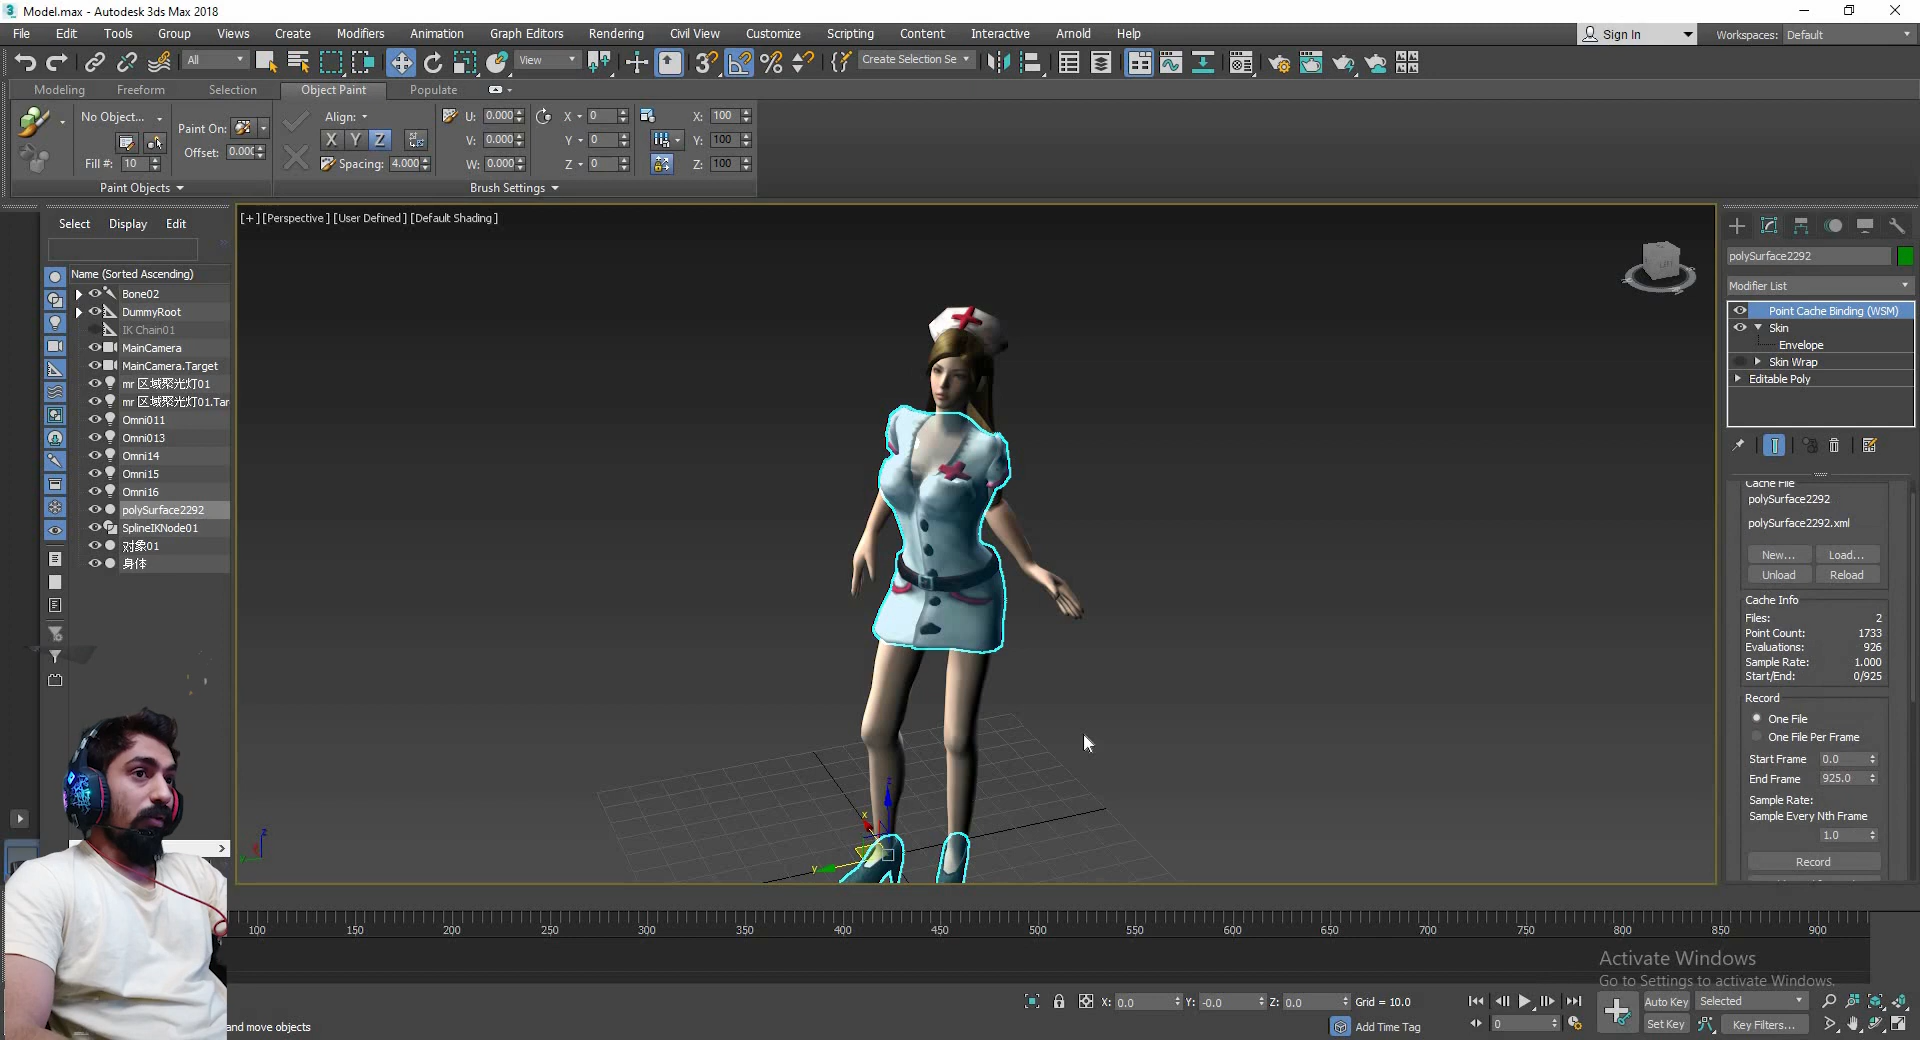 Model.max - Autodesk 3ds Max 2018
File Edit Tools Group Views Create Modifiers Animation Graph Editors Rendering Civil View Customize Scripting Content Interactive Arnold Help
Sign In Workspaces: Default
All View Create Selection Se
Modeling Freeform Selection Object Paint Populate
No Object... Paint On: Align: U: 0.000 X 0 X: 100
X Y Z V: 0.000 Y 0 Y: 100
Offset: 0.000
Fill #: 10 Spacing: 4.000 W: 0.000 Z 0 Z: 100
Paint Objects Brush Settings
Select Display Edit
[+] [Perspective] [User Defined] [Default Shading]
Name (Sorted Ascending)
Bone02
DummyRoot
IK Chain01
MainCamera
MainCamera.Target
mr 区域聚光灯01
mr 区域聚光灯01.Tar
Omni011
Omni013
Omni14
Omni15
Omni16
polySurface2292
SplineIKNode01
对象01
身体
polySurface2292
Modifier List
Point Cache Binding (WSM)
Skin
Envelope
Skin Wrap
Editable Poly
Cache File
polySurface2292
polySurface2292.xml
New... Load...
Unload Reload
Cache Info
Files: 2
Point Count: 1733
Evaluations: 926
Sample Rate: 1.000
Start/End: 0/925
Record
One File
One File Per Frame
Start Frame 0.0
End Frame 925.0
Sample Rate:
Sample Every Nth Frame
1.0
Record
x y z
100 150 200 250 300 350 400 450 500 550 600 650 700 750 800 850 900
Activate Windows
Go to Settings to activate Windows.
X: 0.0 Y: -0.0 Z: 0.0 Grid = 10.0
Auto Key Selected
and move objects
Add Time Tag
0
Set Key Key Filters...